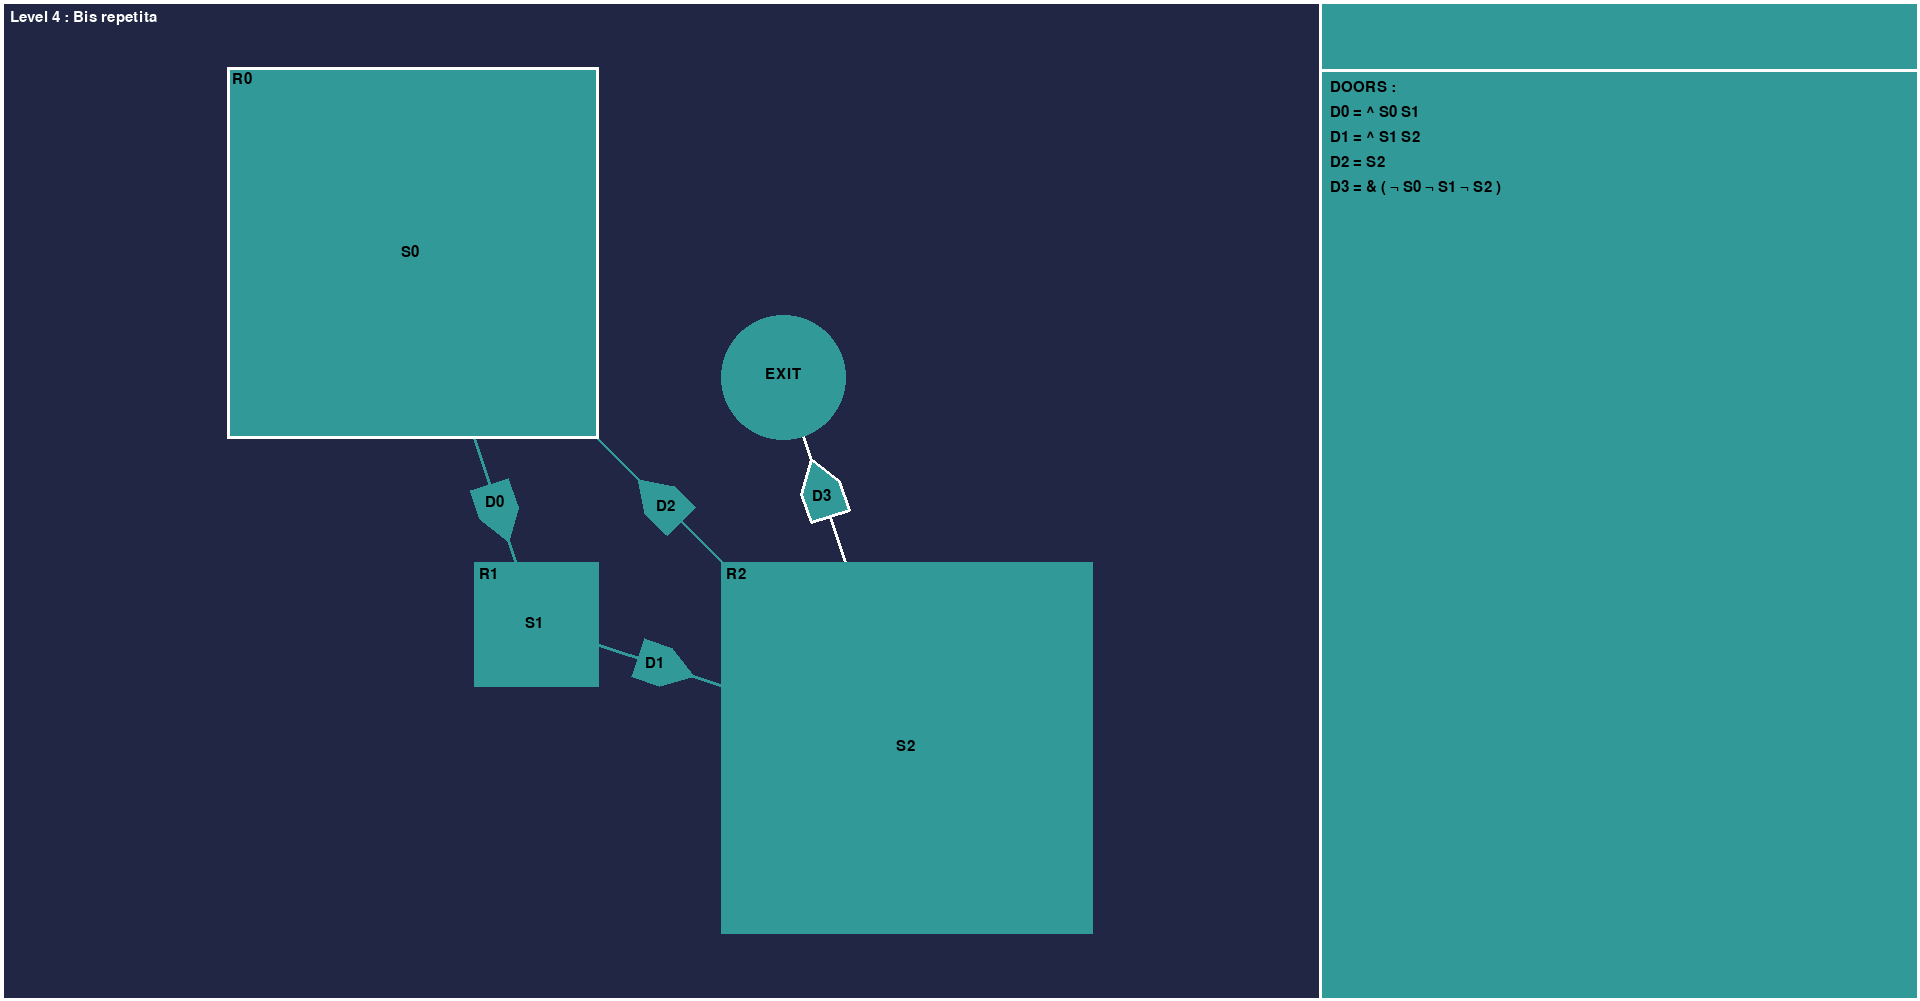 Level 4 : Bis repetita
R0
S0
EXIT
D0
D2
D3
R1
S1
D1
R2
S2
DOORS :
D0 = ^ S0 S1
D1 = ^ S1 S2
D2 = S2
D3 = & ( ¬ S0 ¬ S1 ¬ S2 )